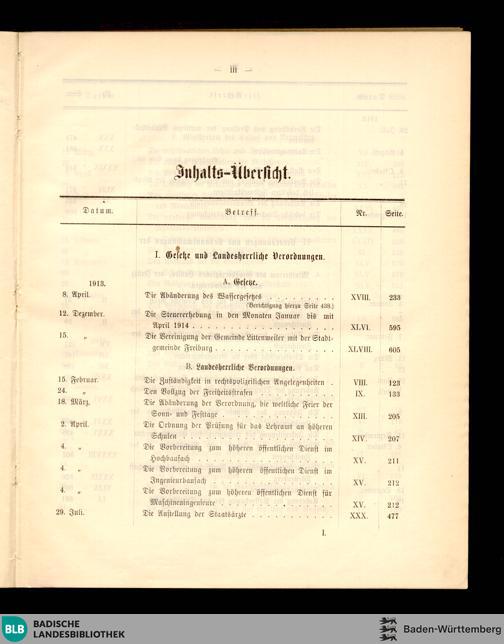 — III —
Inhalts-Übersicht.
Datum. Betreff. Nr. Seite.
I. Gesetze und Landesherrliche Verordnungen.
A. Gesetze.
1913.
8. April. Die Abänderung des Wassergesetzes . . . . . . . . . . XVIII. 233
(Berichtigung hierzu Seite 438.)
12. Dezember. Die Steuererhebung in den Monaten Januar bis mit
April 1914 . . . . . . . . . . XLVI. 595
15. „ Die Vereinigung der Gemeinde Littenweiler mit der Stadt-
gemeinde Freiburg . . . . . . . . . . XLVIII. 605
B. Landesherrliche Verordnungen.
15. Februar. Die Zuständigkeit in rechtspolizeilichen Angelegenheiten . VIII. 123
24. „ Den Vollzug der Freiheitsstrafen . . . . . . . . . . IX. 133
18. März. Die Abänderung der Verordnung, die weltliche Feier der
Sonn- und Festtage . . . . . . . . . . XIII. 205
2. April. Die Ordnung der Prüfung für das Lehramt an höheren
Schulen . . . . . . . . . . XIV. 207
4. „ Die Vorbereitung zum höheren öffentlichen Dienst im
Hochbaufach . . . . . . . . . . XV. 211
4. „ Die Vorbereitung zum höheren öffentlichen Dienst im
Ingenieurbaufach . . . . . . . . . . XV. 212
4. „ Die Vorbereitung zum höheren öffentlichen Dienst für
Maschineningenieure . . . . . . . . . . XV. 212
29. Juli. Die Anstellung der Staatsärzte . . . . . . . . . . XXX. 477
I.
BLB BADISCHE
LANDESBIBLIOTHEK
Baden-Württemberg